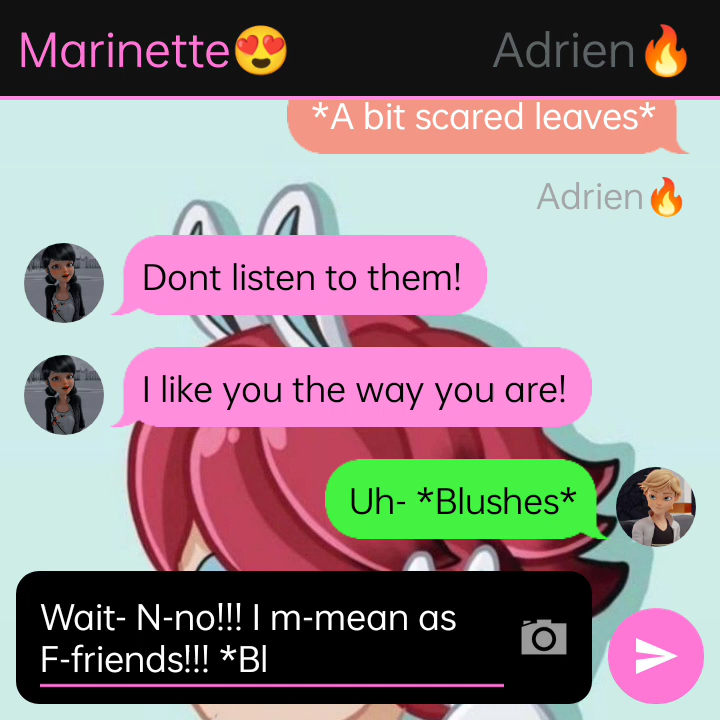 Marinette😍 Adrien🔥
*A bit scared leaves*
Adrien🔥
Dont listen to them!
I like you the way you are!
Uh- *Blushes*
Wait- N-no!!! I m-mean as
F-friends!!! *Bl